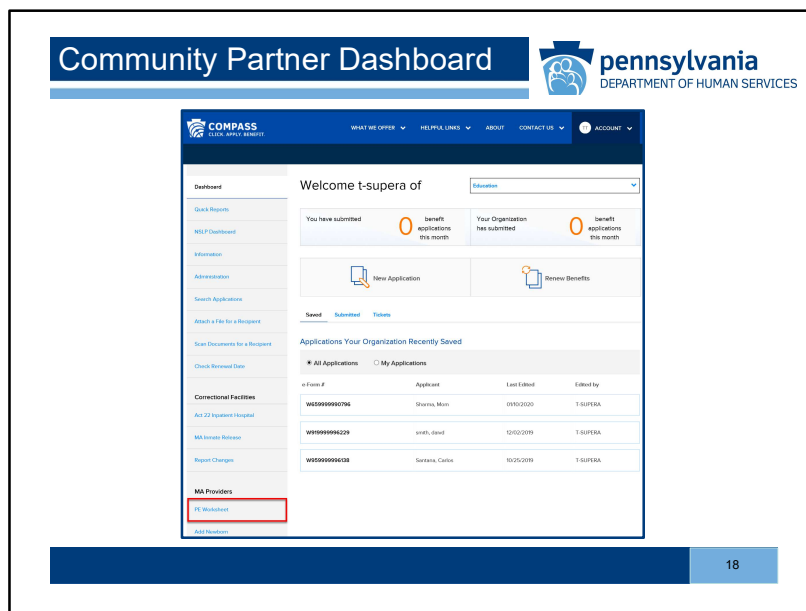 Community Partner Dashboard
pennsylvania
DEPARTMENT OF HUMAN SERVICES
COMPASS
CLICK. APPLY. BENEFIT.
WHAT WE OFFER
HELPFUL LINKS
ABOUT
CONTACT US
TT ACCOUNT
Dashboard
Quick Reports
NSLP Dashboard
Information
Administration
Search Applications
Attach a File for a Recipient
Scan Documents for a Recipient
Check Renewal Date
Correctional Facilities
Act 22 Inpatient Hospital
MA Inmate Release
Report Changes
MA Providers
PE Worksheet
Add Newborn
Welcome t-supera of
Education
You have submitted
0
benefit
applications
this month
Your Organization
has submitted
0
benefit
applications
this month
New Application
Renew Benefits
Saved Submitted Tickets
Applications Your Organization Recently Saved
All Applications My Applications
e-Form # Applicant Last Edited Edited by
W659999990796 Sharma, Mom 01/10/2020 T-SUPERA
W919999996229 smith, daivd 12/02/2019 T-SUPERA
W959999996138 Santana, Carlos 10/25/2019 T-SUPERA
18